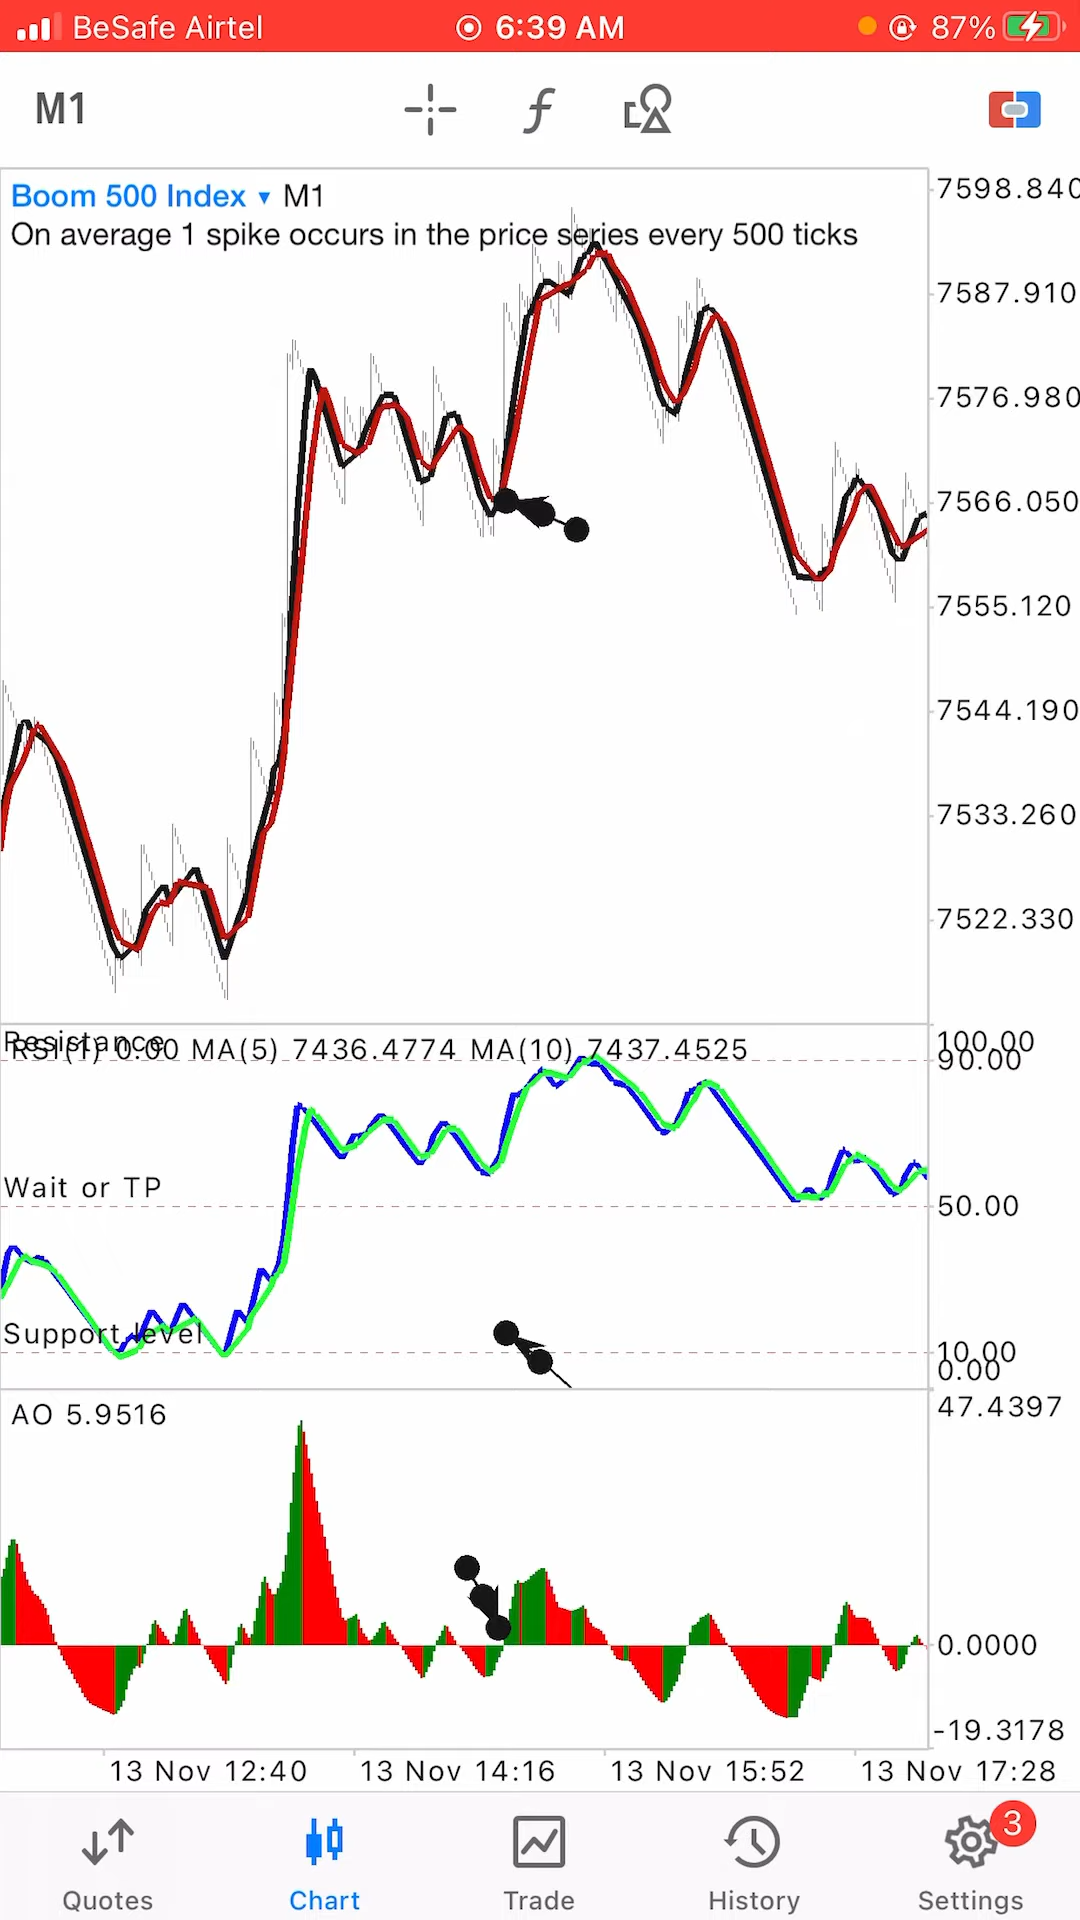 BeSafe Airtel 6:39 AM 87%
M1
Boom 500 Index ▾ M1
On average 1 spike occurs in the price series every 500 ticks
7598.840
7587.910
7576.980
7566.050
7555.120
7544.190
7533.260
7522.330
Resistance
RSI(1) 0.00 MA(5) 7436.4774 MA(10) 7437.4525
100.00
90.00
Wait or TP
50.00
Support level
10.00
0.00
AO 5.9516
47.4397
0.0000
-19.3178
13 Nov 12:40 13 Nov 14:16 13 Nov 15:52 13 Nov 17:28
3
Quotes Chart Trade History Settings